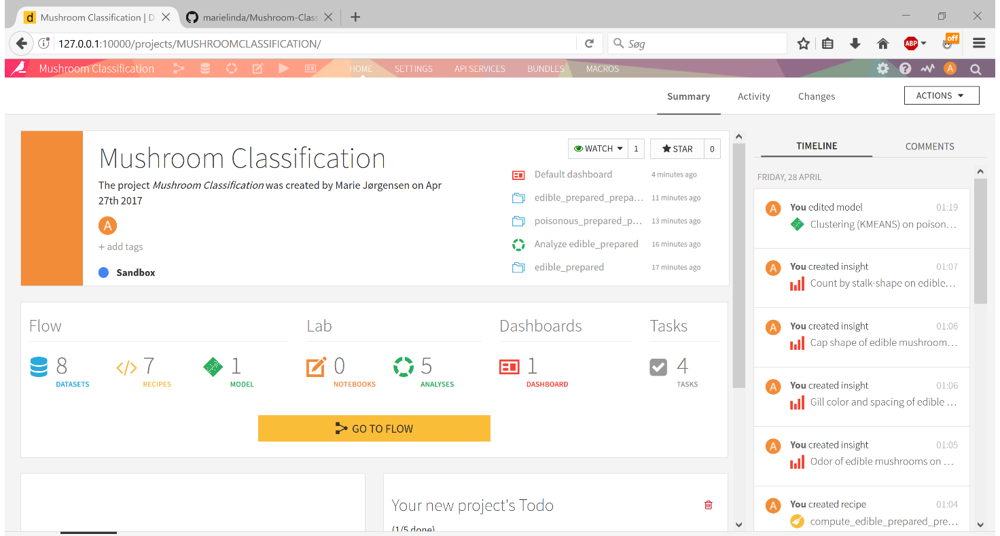 Mushroom Classification | D
marielinda/Mushroom-Class
127.0.0.1:10000/projects/MUSHROOMCLASSIFICATION/
Søg
ABP
off
Mushroom Classification
HOME
SETTINGS
API SERVICES
BUNDLES
MACROS
A
Summary
Activity
Changes
ACTIONS
Mushroom Classification
The project Mushroom Classification was created by Marie Jørgensen on Apr
27th 2017
A
+ add tags
Sandbox
WATCH 1
STAR 0
Default dashboard 4 minutes ago
edible_prepared_prepa... 11 minutes ago
poisonous_prepared_p... 13 minutes ago
Analyze edible_prepared 16 minutes ago
edible_prepared 17 minutes ago
Flow
8
DATASETS
7
RECIPES
1
MODEL
Lab
0
NOTEBOOKS
5
ANALYSES
Dashboards
1
DASHBOARD
Tasks
4
TASKS
GO TO FLOW
Your new project's Todo
(1/5 done)
TIMELINE
COMMENTS
FRIDAY, 28 APRIL
A You edited model 01:19
Clustering (KMEANS) on poison...
A You created insight 01:07
Count by stalk-shape on edible...
A You created insight 01:06
Cap shape of edible mushroom...
A You created insight 01:06
Gill color and spacing of edible ...
A You created insight 01:05
Odor of edible mushrooms on ...
A You created recipe 01:04
compute_edible_prepared_pre...